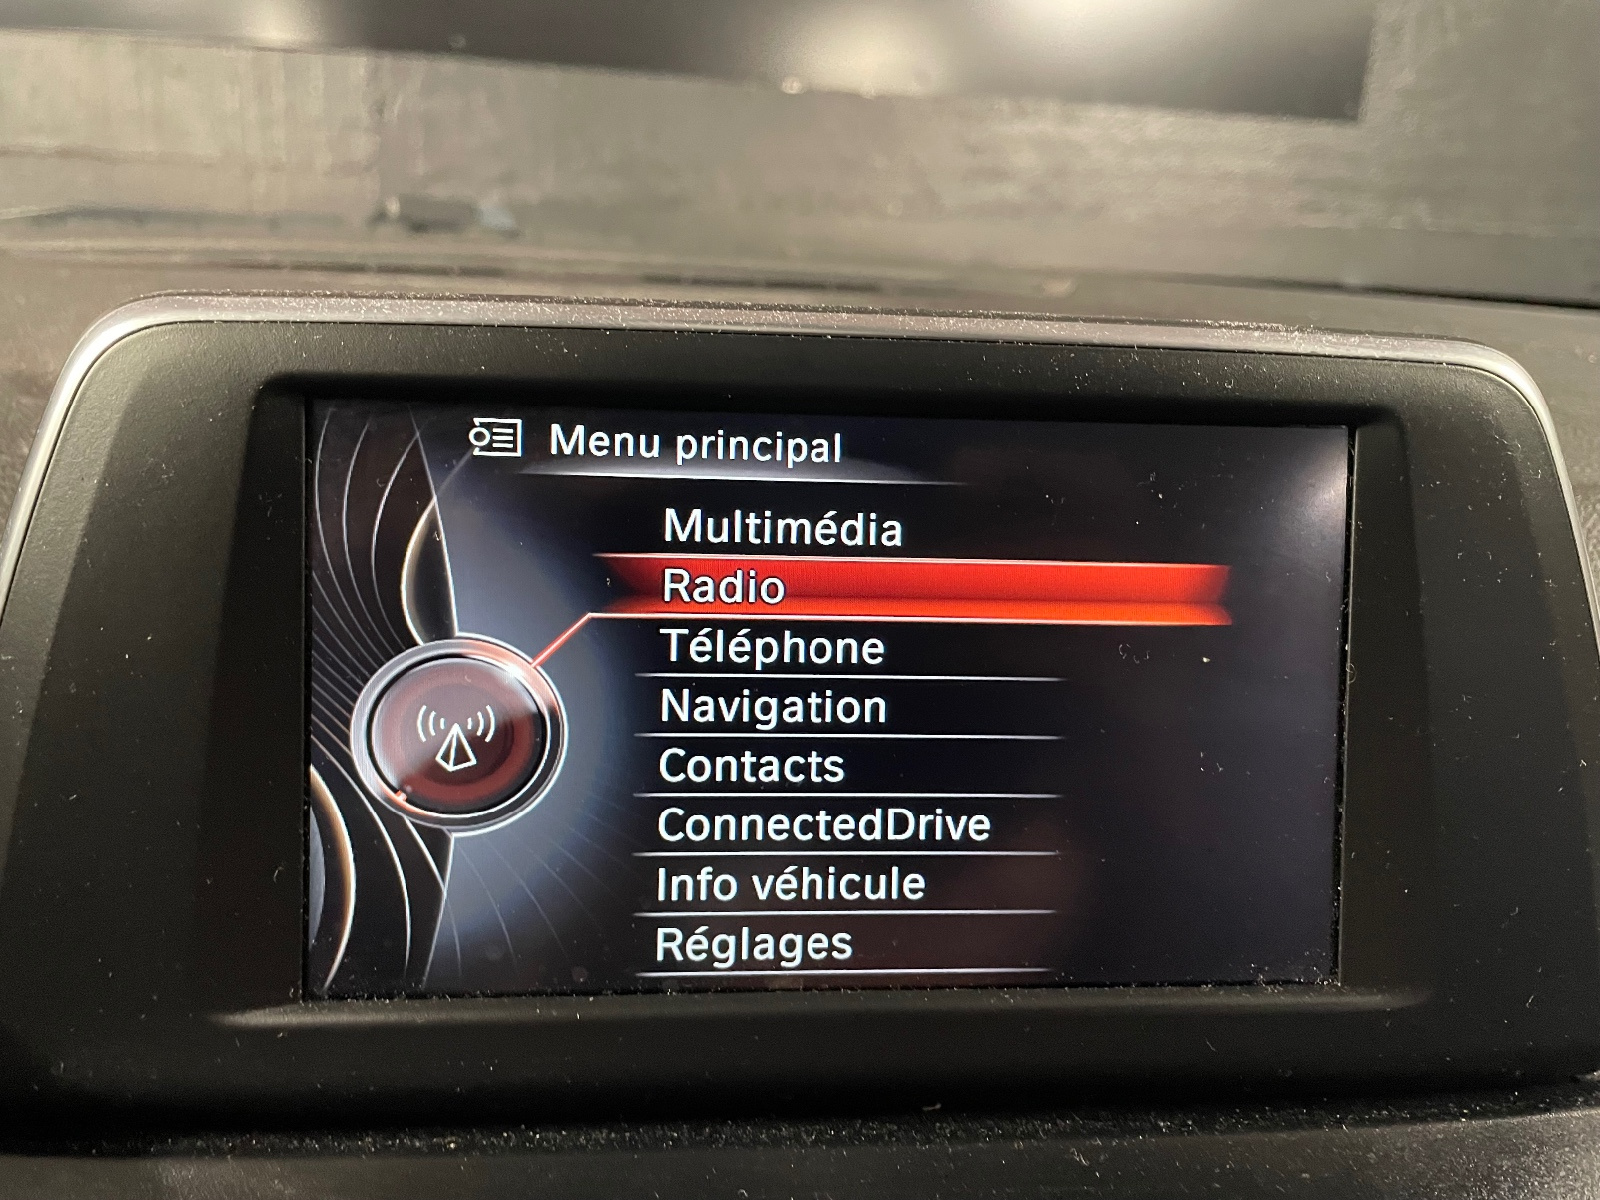 Menu principal
Multimédia
Radio
Téléphone
Navigation
Contacts
ConnectedDrive
Info véhicule
Réglages